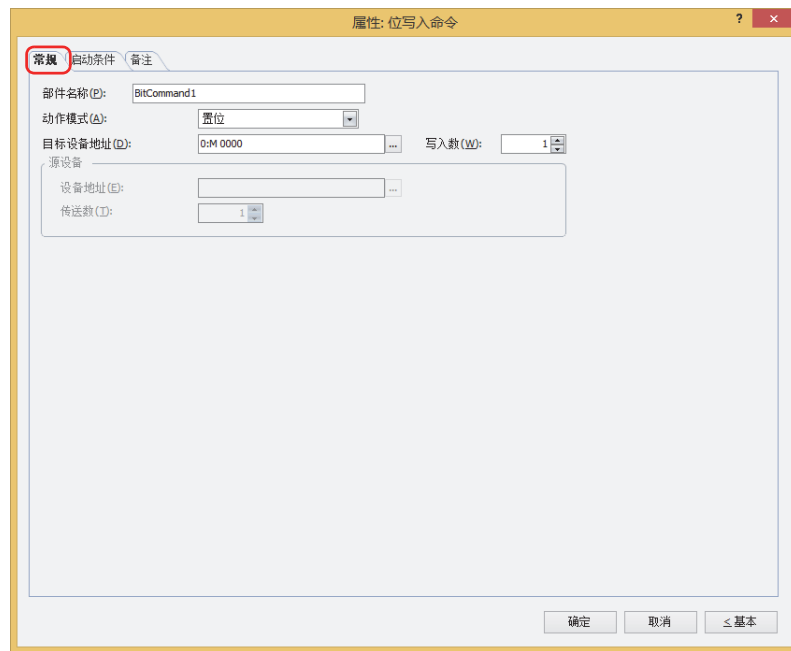 属性: 位写入命令 ? ×
常规 启动条件 备注
部件名称(P): BitCommand1
动作模式(A): 置位
目标设备地址(D): 0:M 0000 ... 写入数(W): 1
源设备
设备地址(E): ...
传送数(T): 1
确定 取消 ≤基本